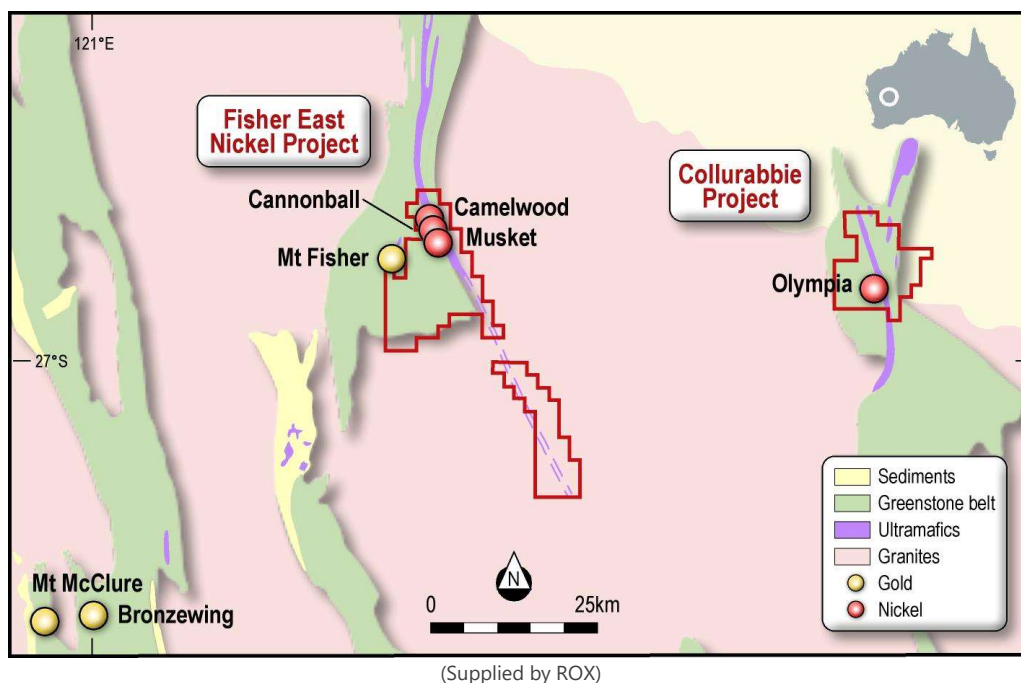 121°E
Fisher East
Nickel Project
Collurabbie
Project
Cannonball
Camelwood
Musket
Mt Fisher
Olympia
27°S
Sediments
Greenstone belt
Ultramafics
Granites
Gold
Nickel
Mt McClure
Bronzewing
N
0 25km
(Supplied by ROX)